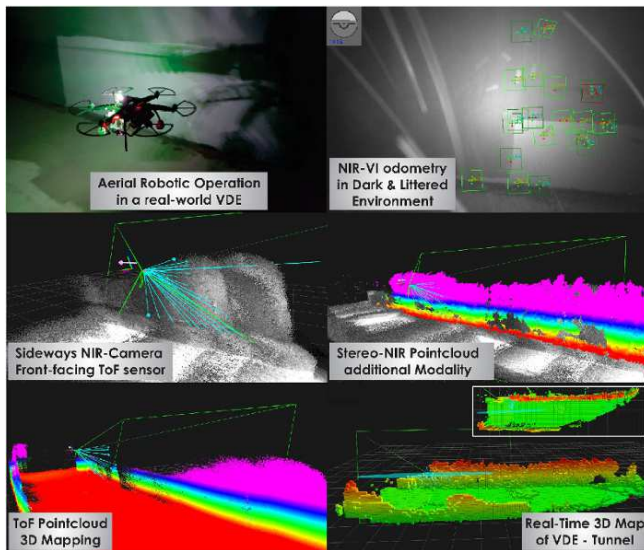 Aerial Robotic Operation
in a real-world VDE
NIR-VI odometry
in Dark & Littered
Environment
Sideways NIR-Camera
Front-facing ToF sensor
Stereo-NIR Pointcloud
additional Modality
ToF Pointcloud
3D Mapping
Real-Time 3D Map
of VDE - Tunnel